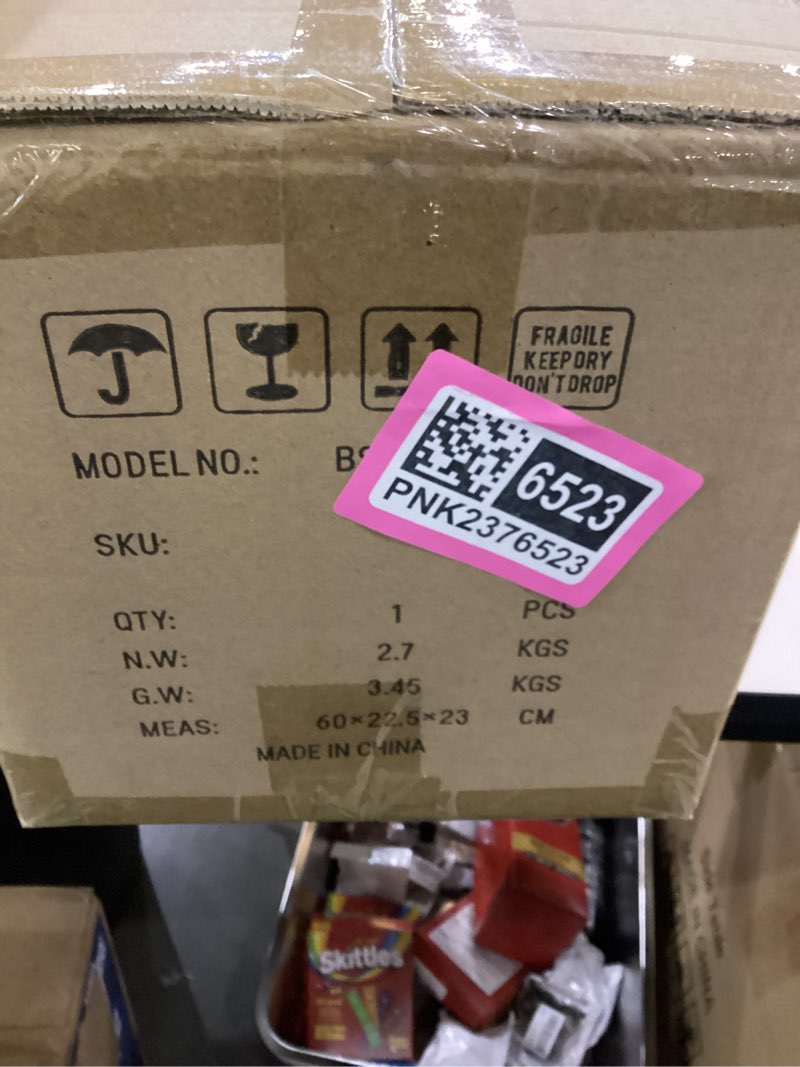 FRAGILE
KEEP DRY
DON'T DROP
MODEL NO.:
6523
PNK2376523
SKU:
QTY: 1 PCS
N.W: 2.7 KGS
G.W: 3.45 KGS
MEAS: 60×22.5×23 CM
MADE IN CHINA
Skittles